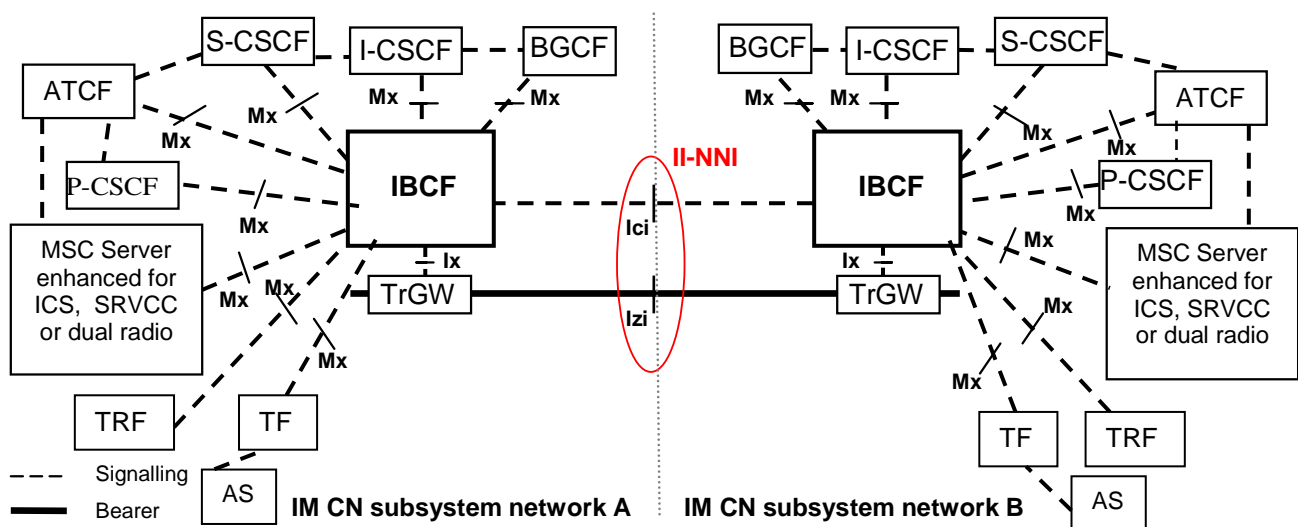 S-CSCF
I-CSCF
BGCF
BGCF
I-CSCF
S-CSCF
ATCF
Mx
Mx
Mx
Mx
Mx
Mx
ATCF
Mx
Mx
II-NNI
P-CSCF
IBCF
IBCF
P-CSCF
Mx
Mx
Ici
MSC Server
enhanced for
ICS, SRVCC
or dual radio
Mx
Ix
Ix
Mx
MSC Server
enhanced for
ICS, SRVCC
or dual radio
Mx
TrGW
TrGW
Izi
Mx
Mx
Mx
TRF
TF
TF
TRF
Signalling
AS
AS
Bearer
IM CN subsystem network A
IM CN subsystem network B